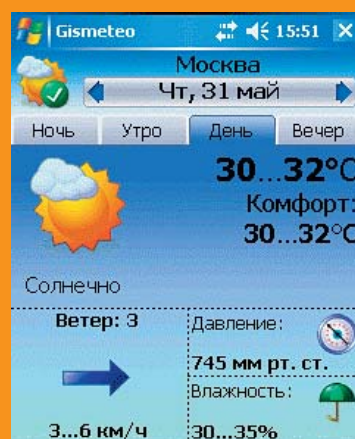 Gismeteo 15:51
Москва
Чт, 31 май
Ночь Утро День Вечер
30...32°C
Комфорт:
30...32°C
Солнечно
Ветер: З
3...6 км/ч
Давление:
745 мм рт. ст.
Влажность:
30...35%